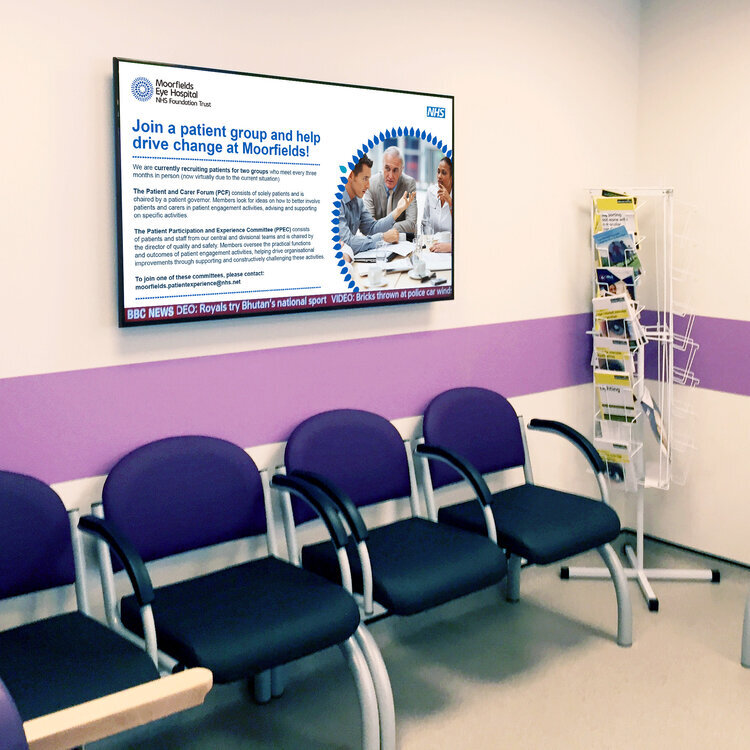 Moorfields
Eye Hospital
NHS Foundation Trust
NHS
Join a patient group and help
drive change at Moorfields!
We are currently recruiting patients for two groups who meet every three
months in person (now virtually due to the current situation)
The Patient and Carer Forum (PCF) consists of solely patients and is
chaired by a patient governor. Members look for ideas on how to better involve
patients and carers in patient engagement activities, advising and supporting
on specific activities.
The Patient Participation and Experience Committee (PPEC) consists
of patients and staff from our central and divisional teams and is chaired by
the director of quality and safety. Members oversee the practical functions
and outcomes of patient engagement activities, helping drive organisational
improvements through supporting and constructively challenging these activities.
To join one of these committees, please contact:
moorfields.patientexperience@nhs.net
BBC NEWS DEO: Royals try Bhutan's national sport VIDEO: Bricks thrown at police car wind